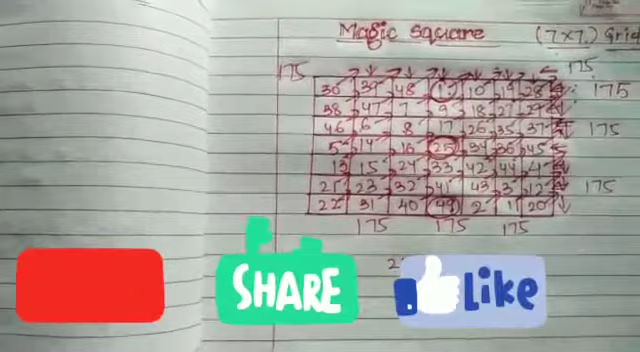 Magic square (7x7) Grid
175 175
30 39 48 1 10 19 28 175
38 47 7 9 18 27 29
46 6 8 17 26 35 37 175
5 14 16 25 34 36 45
13 15 24 33 42 44 4
21 23 32 41 43 3 12 175
22 31 40 49 2 11 20
175 175 175
SHARE
Like